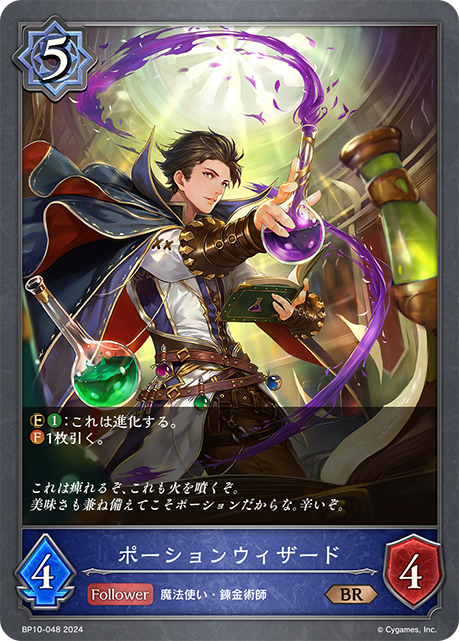 5
E 1：これは進化する。
F 1枚引く。
これは痺れるぞ、これも火を噴くぞ。
美味さも兼ね備えてこそポーションだからな。辛いぞ。
ポーションウィザード
4
Follower 魔法使い・錬金術師 BR
4
BP10-048 2024
© Cygames, Inc.